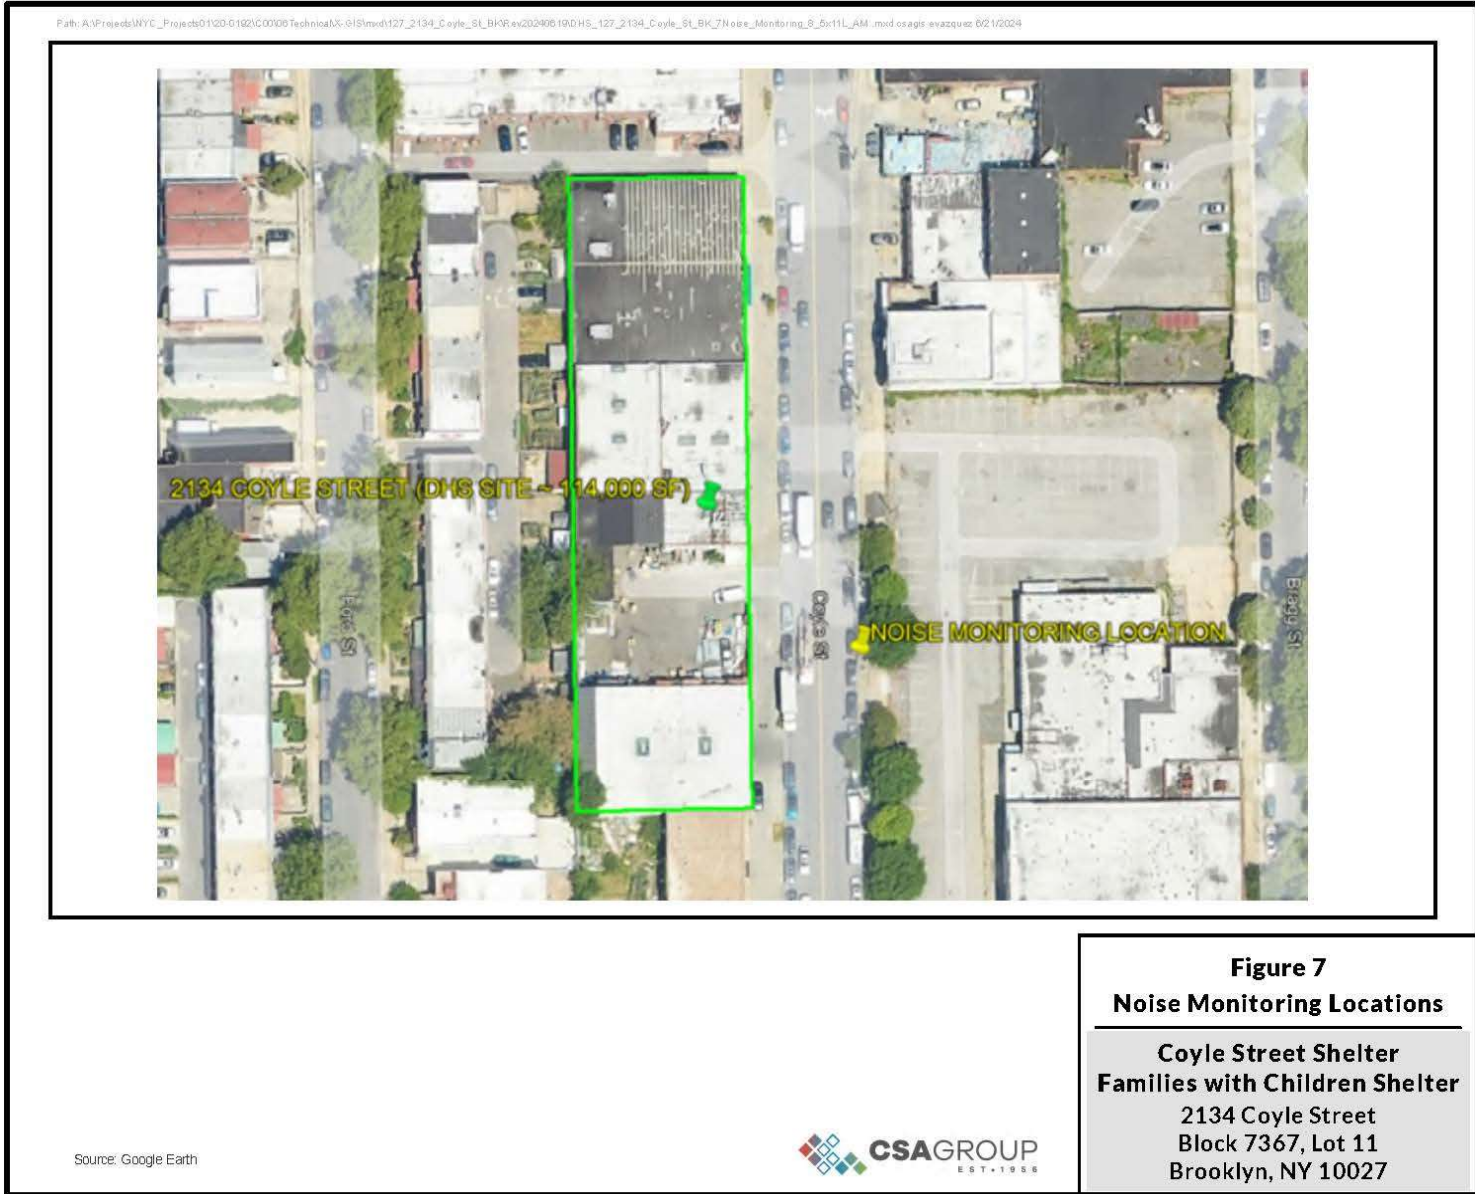 2134 COYLE STREET (DHS SITE ~ 114,000 SF)
Ford St
Coyle St
NOISE MONITORING LOCATION
Bragg St
Figure 7
Noise Monitoring Locations
Coyle Street Shelter
Families with Children Shelter
2134 Coyle Street
Block 7367, Lot 11
Brooklyn, NY 10027
Source: Google Earth
CSAGROUP
EST•1956